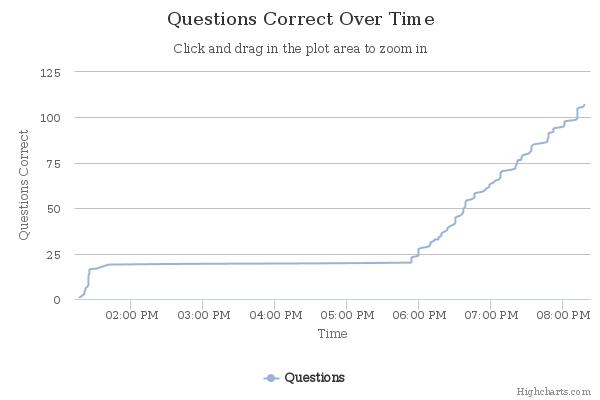 Questions Correct Over Time
Click and drag in the plot area to zoom in
Questions Correct
125
100
75
50
25
0
02:00 PM 03:00 PM 04:00 PM 05:00 PM 06:00 PM 07:00 PM 08:00 PM
Time
Questions
Highcharts.com